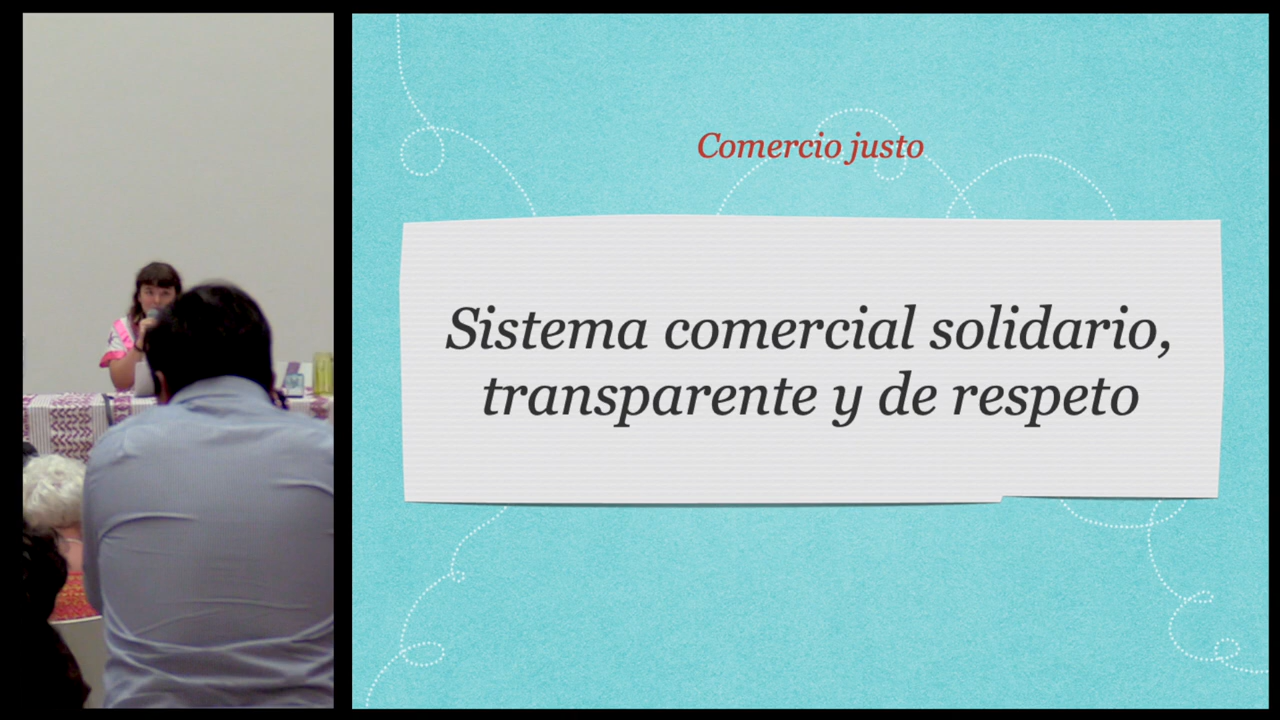 Comercio justo
Sistema comercial solidario,
transparente y de respeto